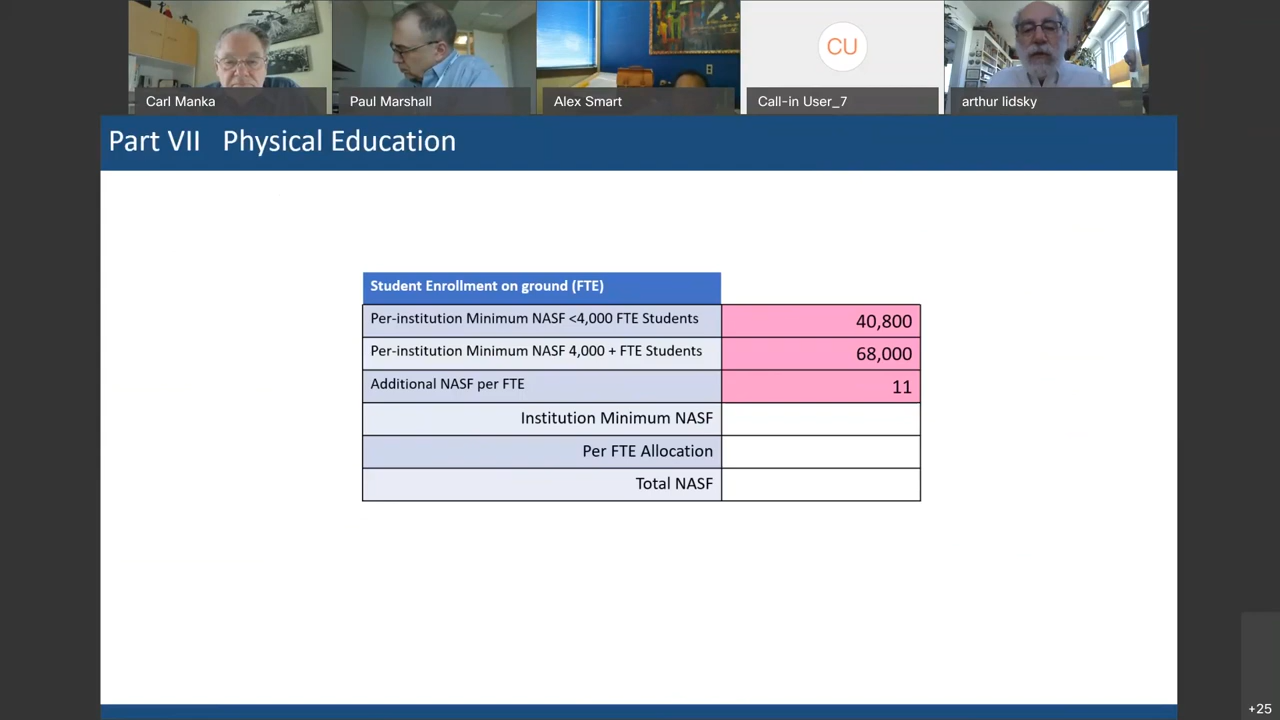 Carl Manka
Paul Marshall
Alex Smart
CU
Call-in User_7
arthur lidsky
Part VII Physical Education
Student Enrollment on ground (FTE)
Per-institution Minimum NASF <4,000 FTE Students 40,800
Per-institution Minimum NASF 4,000 + FTE Students 68,000
Additional NASF per FTE 11
Institution Minimum NASF
Per FTE Allocation
Total NASF
+25